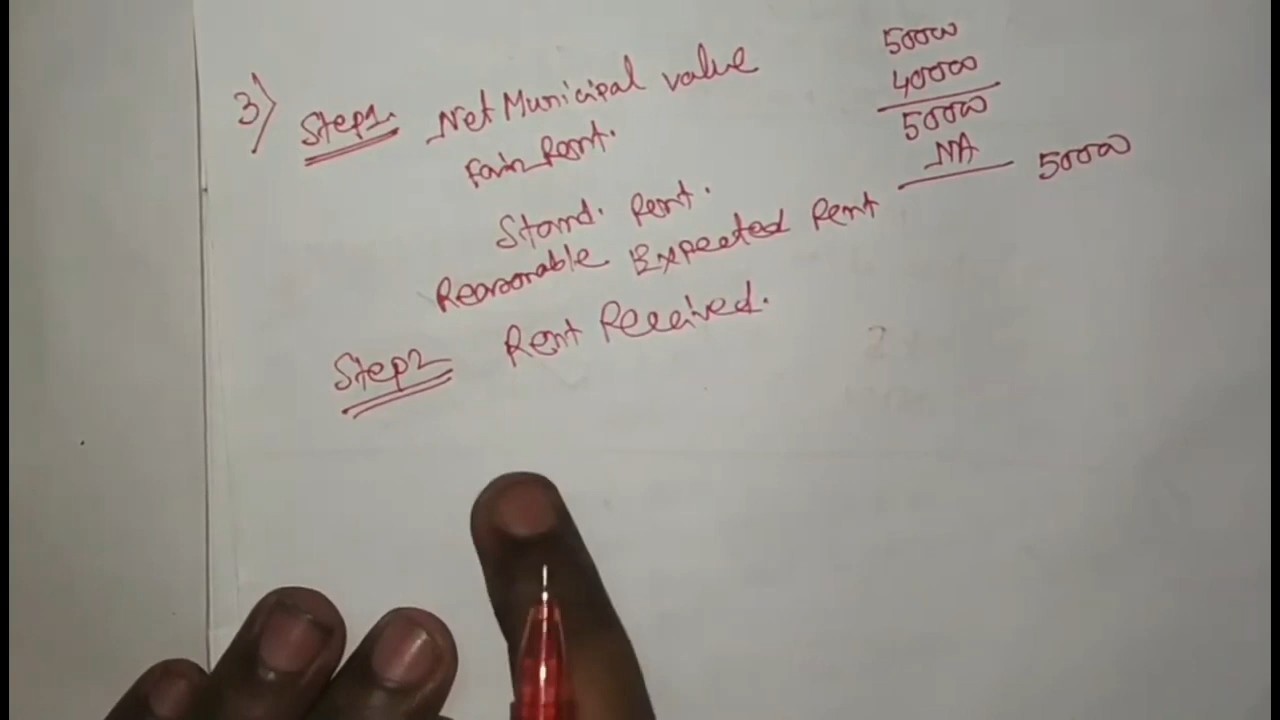 3) Step1. Net Municipal value 50000
Fair Rent. 40000
50000
Stand. Rent. NA
Reasonable Expected Rent 50000
Step2 Rent Received.